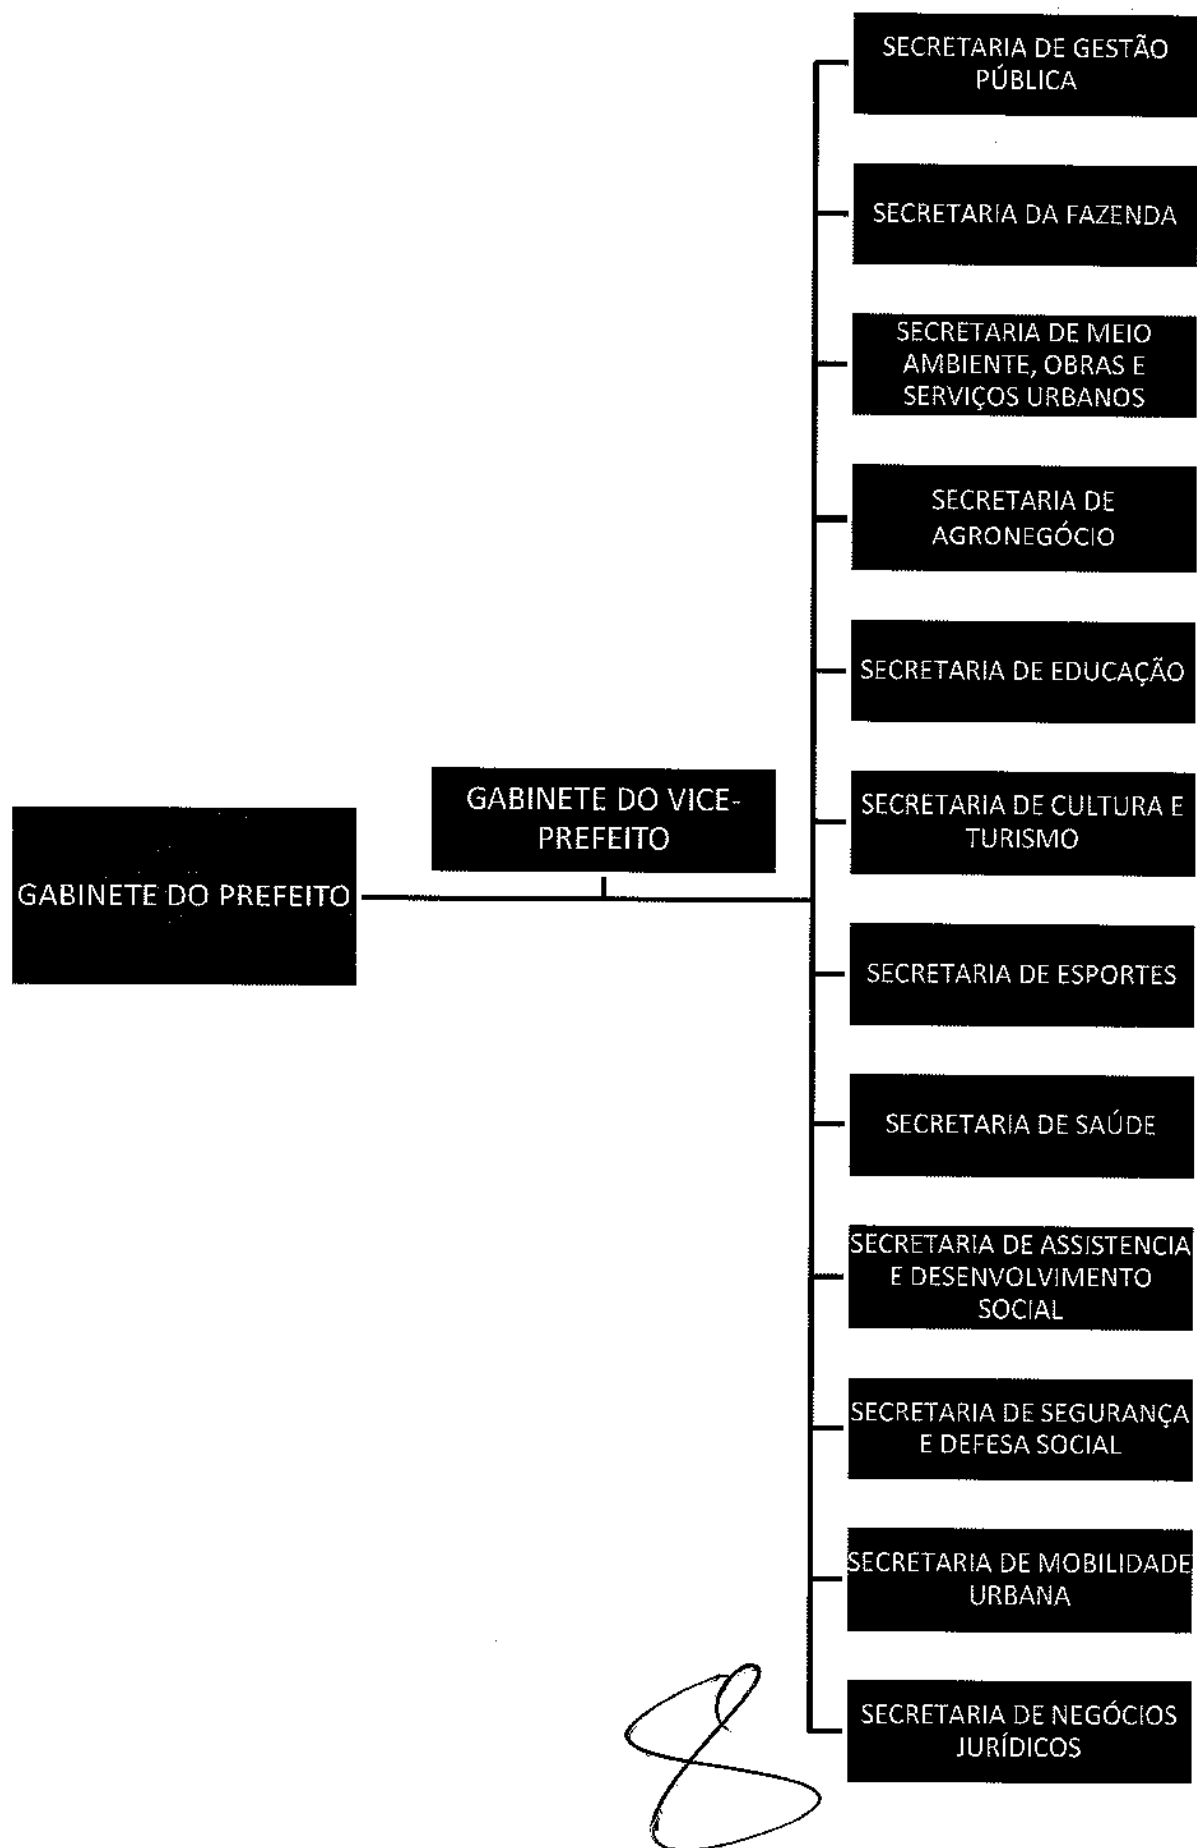 GABINETE DO PREFEITO
GABINETE DO VICE-
PREFEITO
SECRETARIA DE GESTÃO
PÚBLICA
SECRETARIA DA FAZENDA
SECRETARIA DE MEIO
AMBIENTE, OBRAS E
SERVIÇOS URBANOS
SECRETARIA DE
AGRONEGÓCIO
SECRETARIA DE EDUCAÇÃO
SECRETARIA DE CULTURA E
TURISMO
SECRETARIA DE ESPORTES
SECRETARIA DE SAÚDE
SECRETARIA DE ASSISTENCIA
E DESENVOLVIMENTO
SOCIAL
SECRETARIA DE SEGURANÇA
E DEFESA SOCIAL
SECRETARIA DE MOBILIDADE
URBANA
SECRETARIA DE NEGÓCIOS
JURÍDICOS